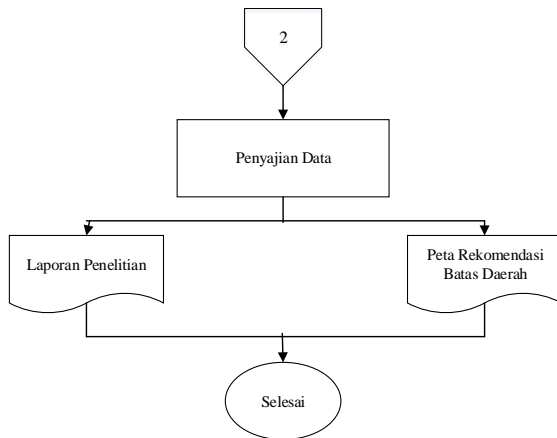 2
Penyajian Data
Laporan Penelitian
Peta Rekomendasi
Batas Daerah
Selesai